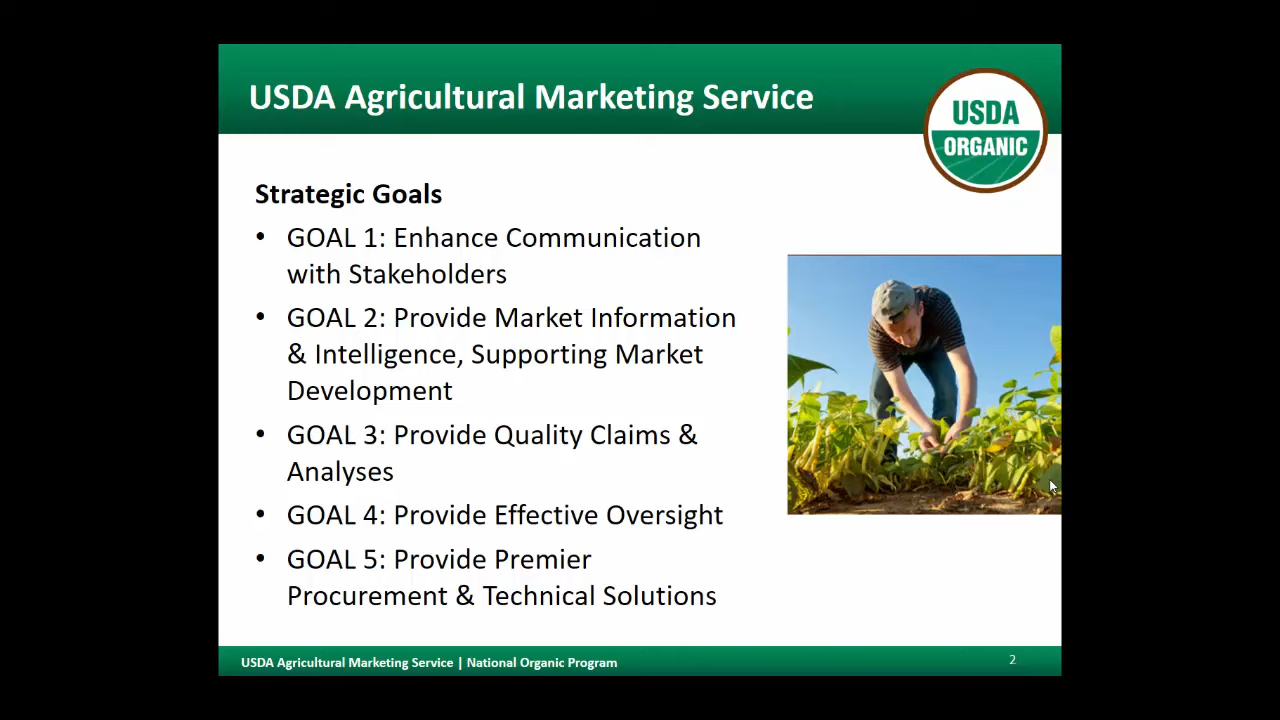 USDA Agricultural Marketing Service
USDA
ORGANIC
Strategic Goals
• GOAL 1: Enhance Communication
with Stakeholders
• GOAL 2: Provide Market Information
& Intelligence, Supporting Market
Development
• GOAL 3: Provide Quality Claims &
Analyses
• GOAL 4: Provide Effective Oversight
• GOAL 5: Provide Premier
Procurement & Technical Solutions
USDA Agricultural Marketing Service | National Organic Program
2